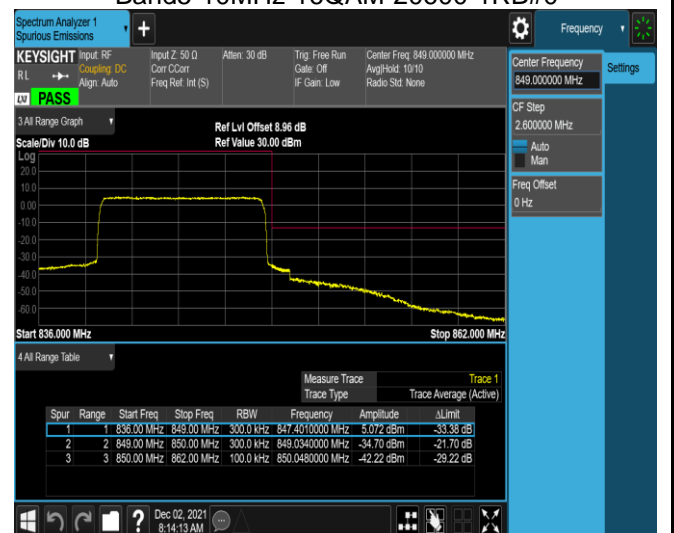 Spectrum Analyzer 1
Spurious Emissions
Frequency
KEYSIGHT
RL
Input: RF
Coupling: DC
Align: Auto
Input Z: 50 Ω
Corr CCorr
Freq Ref: Int (S)
Atten: 30 dB
Trig: Free Run
Gate: Off
IF Gain: Low
Center Freq: 849.000000 MHz
Avg|Hold: 10/10
Radio Std: None
LXI PASS
Center Frequency
849.000000 MHz
Settings
CF Step
2.600000 MHz
Auto
Man
Freq Offset
0 Hz
3 All Range Graph
Scale/Div 10.0 dB
Ref Lvl Offset 8.96 dB
Ref Value 30.00 dBm
Log
20.0
10.0
0.00
-10.0
-20.0
-30.0
-40.0
-50.0
-60.0
Start 836.000 MHz
Stop 862.000 MHz
4 All Range Table
Measure Trace Trace 1
Trace Type Trace Average (Active)
Spur Range Start Freq Stop Freq RBW Frequency Amplitude ΔLimit
1 1 836.00 MHz 849.00 MHz 300.0 kHz 847.4010000 MHz 5.072 dBm -33.38 dB
2 2 849.00 MHz 850.00 MHz 300.0 kHz 849.0340000 MHz -34.70 dBm -21.70 dB
3 3 850.00 MHz 862.00 MHz 100.0 kHz 850.0480000 MHz -42.22 dBm -29.22 dB
Dec 02, 2021
8:14:13 AM